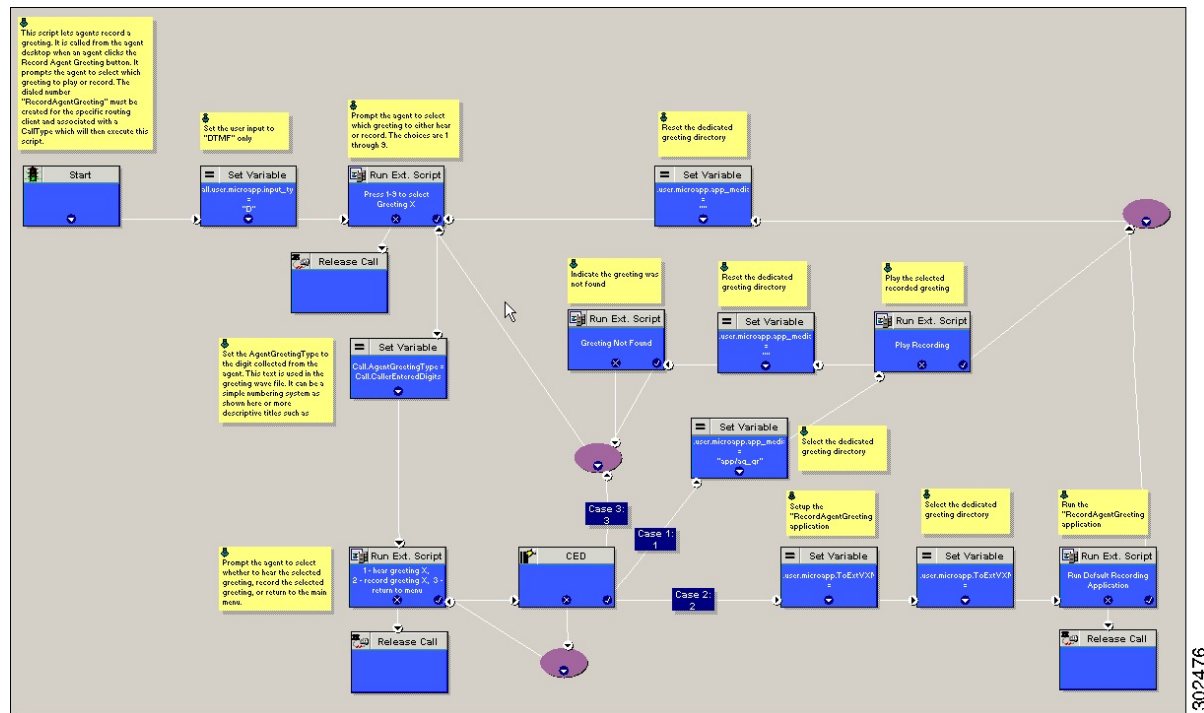 This script lets agents record a
greeting. It is called from the agent
desktop when an agent clicks the
Record Agent Greeting button. It
prompts the agent to select which
greeting to play or record. The
dialed number
"RecordAgentGreeting" must be
created for the specific routing
client and associated with a
CallType which will then execute this
script.
Set the user input to
"DTMF" only
Prompt the agent to select
which greeting to either hear
or record. The choices are 1
through 9.
Reset the dedicated
greeting directory
Start
Set Variable
all.user.microapp.input_ty
=
"D"
Run Ext. Script
Press 1-9 to select
Greeting X
Set Variable
.user.microapp.app_medi
=
""
Release Call
Indicate the greeting was
not found
Reset the dedicated
greeting directory
Play the selected
recorded greeting
Run Ext. Script
Greeting Not Found
Set Variable
.user.microapp.app_medi
=
""
Run Ext. Script
Play Recording
Set the AgentGreetingType to
the digit collected from the
agent. This text is used in the
greeting wave file. It can be a
simple numbering system as
shown here or more
descriptive titles such as
Set Variable
Call.AgentGreetingType =
Call.CallerEnteredDigits
Set Variable
.user.microapp.app_medi
=
"app/ag_gr"
Select the dedicated
greeting directory
Case 3:
3
Case 1:
1
Setup the
"RecordAgentGreeting
application
Select the dedicated
greeting directory
Run the
"RecordAgentGreeting
application
Prompt the agent to select
whether to hear the selected
greeting, record the selected
greeting, or return to the main
menu.
Run Ext. Script
1 - hear greeting X,
2 - record greeting X, 3 -
return to menu
CED
Case 2:
2
Set Variable
.user.microapp.ToExtVXM
=
Set Variable
.user.microapp.ToExtVXM
=
Run Ext. Script
Run Default Recording
Application
Release Call
Release Call
302476